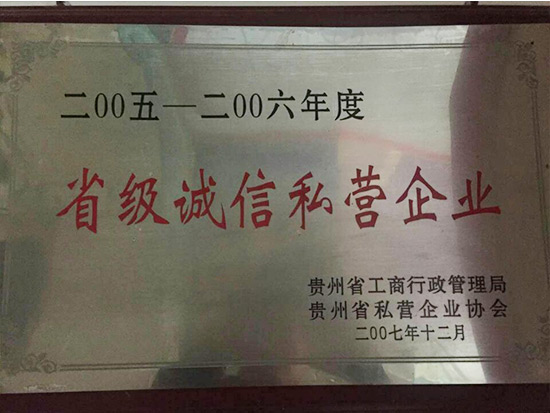 二00五—二00六年度
省级诚信私营企业
贵州省工商行政管理局
贵州省私营企业协会
二00七年十二月